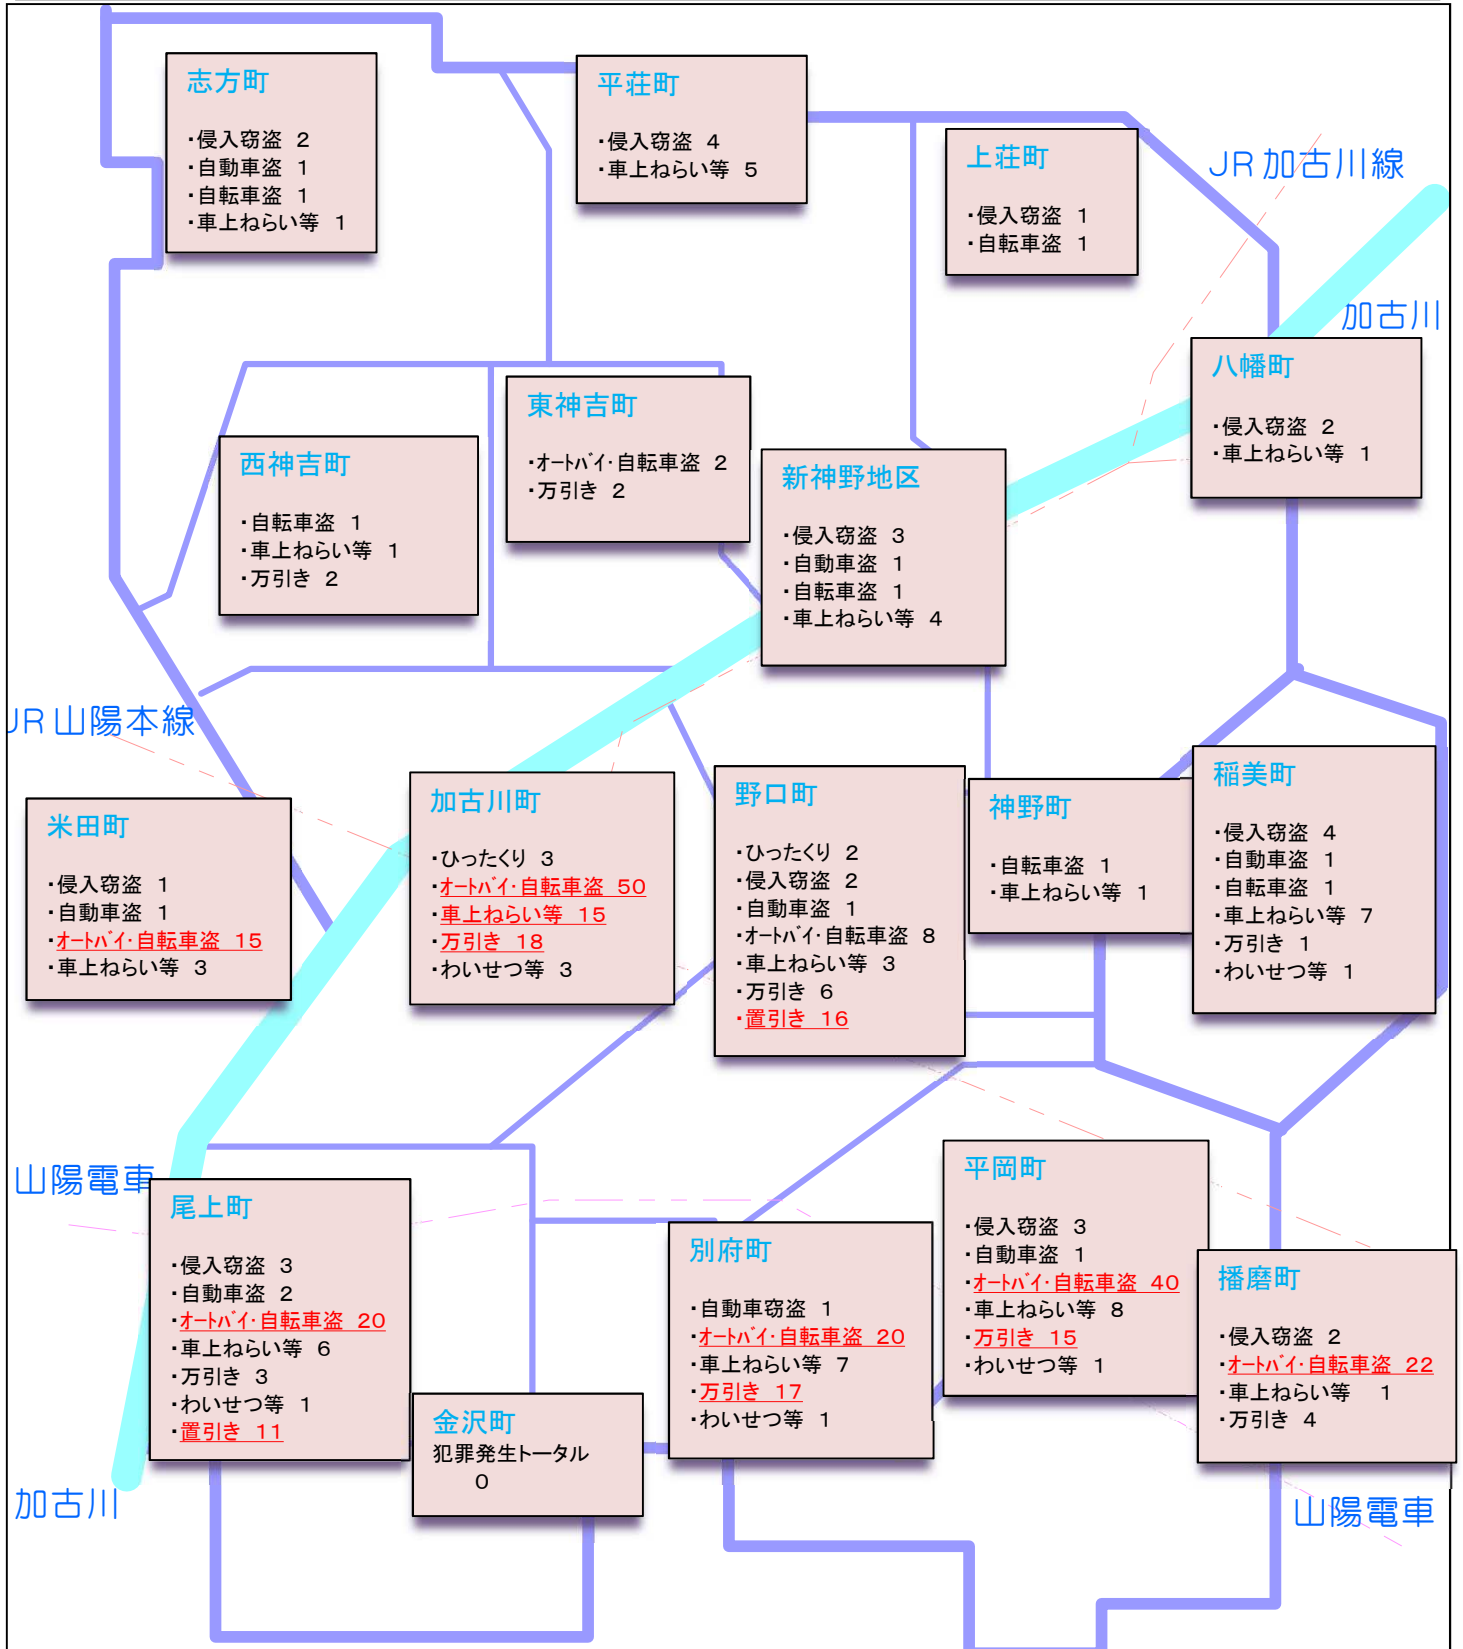 志方町
・侵入窃盗 2
・自動車盗 1
・自転車盗 1
・車上ねらい等 1
平荘町
・侵入窃盗 4
・車上ねらい等 5
上荘町
・侵入窃盗 1
・自転車盗 1
JR加古川線
加古川
八幡町
・侵入窃盗 2
・車上ねらい等 1
東神吉町
・オートバイ・自転車盗 2
・万引き 2
西神吉町
・自転車盗 1
・車上ねらい等 1
・万引き 2
新神野地区
・侵入窃盗 3
・自動車盗 1
・自転車盗 1
・車上ねらい等 4
JR山陽本線
米田町
・侵入窃盗 1
・自動車盗 1
・オートバイ・自転車盗 15
・車上ねらい等 3
加古川町
・ひったくり 3
・オートバイ・自転車盗 50
・車上ねらい等 15
・万引き 18
・わいせつ等 3
野口町
・ひったくり 2
・侵入窃盗 2
・自動車盗 1
・オートバイ・自転車盗 8
・車上ねらい等 3
・万引き 6
・置引き 16
神野町
・自転車盗 1
・車上ねらい等 1
稲美町
・侵入窃盗 4
・自動車盗 1
・自転車盗 1
・車上ねらい等 7
・万引き 1
・わいせつ等 1
山陽電車
尾上町
・侵入窃盗 3
・自動車盗 2
・オートバイ・自転車盗 20
・車上ねらい等 6
・万引き 3
・わいせつ等 1
・置引き 11
金沢町
犯罪発生トータル
0
別府町
・自動車窃盗 1
・オートバイ・自転車盗 20
・車上ねらい等 7
・万引き 17
・わいせつ等 1
平岡町
・侵入窃盗 3
・自動車盗 1
・オートバイ・自転車盗 40
・車上ねらい等 8
・万引き 15
・わいせつ等 1
播磨町
・侵入窃盗 2
・オートバイ・自転車盗 22
・車上ねらい等 1
・万引き 4
加古川
山陽電車